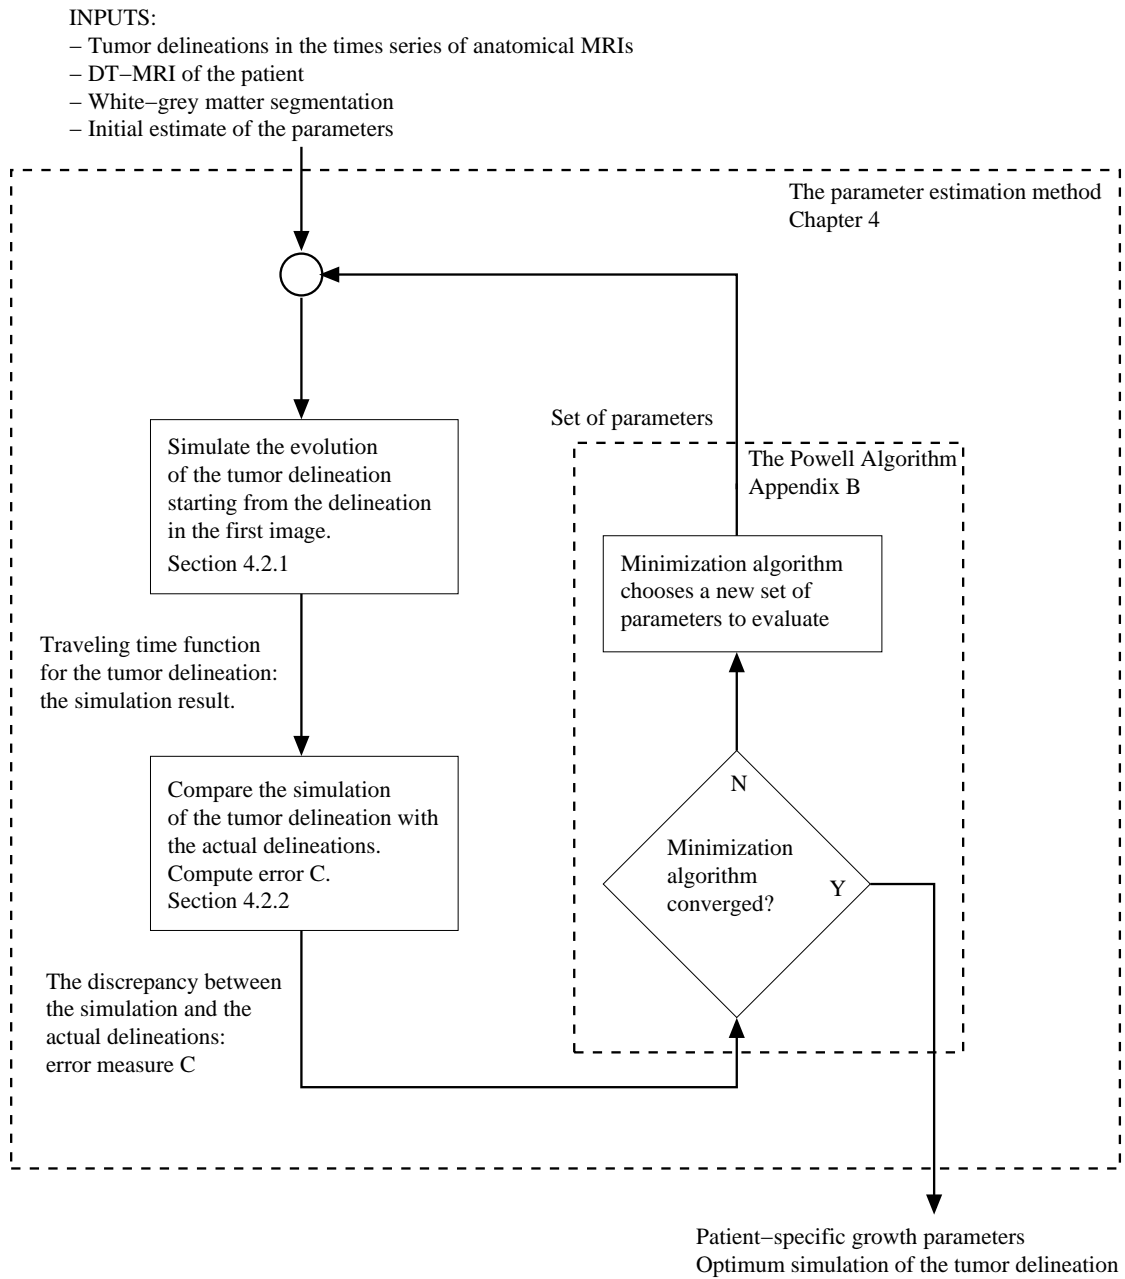 INPUTS:
− Tumor delineations in the times series of anatomical MRIs
− DT−MRI of the patient
− White−grey matter segmentation
− Initial estimate of the parameters
The parameter estimation method
Chapter 4
Set of parameters
The Powell Algorithm
Appendix B
Simulate the evolution
of the tumor delineation
starting from the delineation
in the first image.
Section 4.2.1
Minimization algorithm
chooses a new set of
parameters to evaluate
Traveling time function
for the tumor delineation:
the simulation result.
Compare the simulation
of the tumor delineation with
the actual delineations.
Compute error C.
Section 4.2.2
N
Minimization
algorithm
converged?
Y
The discrepancy between
the simulation and the
actual delineations:
error measure C
Patient−specific growth parameters
Optimum simulation of the tumor delineation